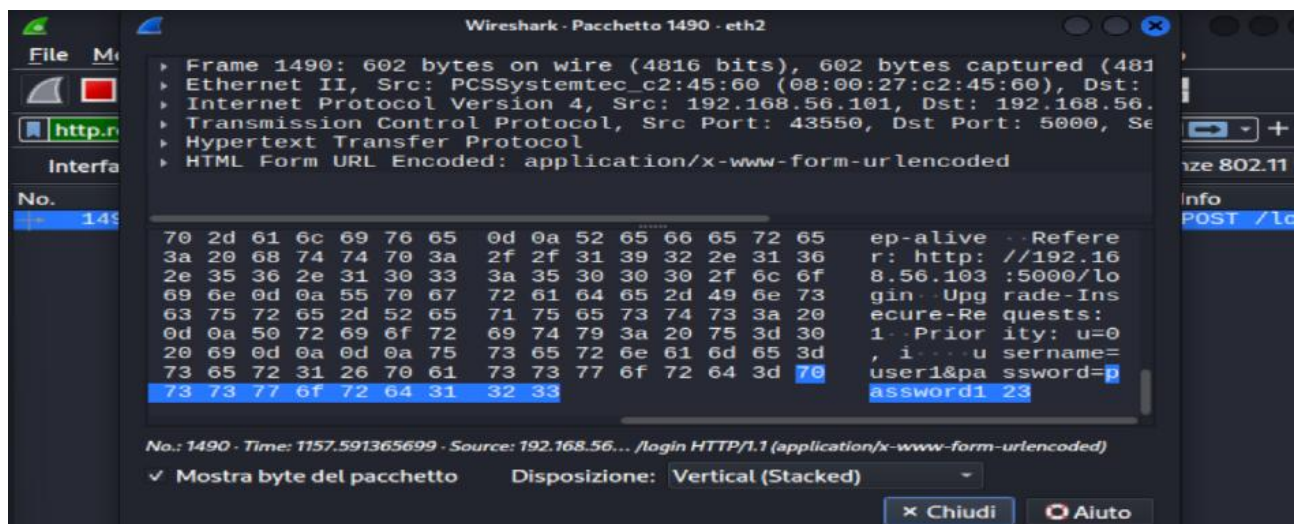 Wireshark - Pacchetto 1490 - eth2
File
Frame 1490: 602 bytes on wire (4816 bits), 602 bytes captured (481
Ethernet II, Src: PCSSystemtec_c2:45:60 (08:00:27:c2:45:60), Dst:
Internet Protocol Version 4, Src: 192.168.56.101, Dst: 192.168.56.
Transmission Control Protocol, Src Port: 43550, Dst Port: 5000, Se
Hypertext Transfer Protocol
HTML Form URL Encoded: application/x-www-form-urlencoded
http.r
Interfa
nze 802.11
No.
Info
149
POST /lo
70 2d 61 6c 69 76 65 0d 0a 52 65 66 65 72 65 ep-alive ··Refere
3a 20 68 74 74 70 3a 2f 2f 31 39 32 2e 31 36 r: http: //192.16
2e 35 36 2e 31 30 33 3a 35 30 30 30 2f 6c 6f 8.56.103 :5000/lo
69 6e 0d 0a 55 70 67 72 61 64 65 2d 49 6e 73 gin··Upg rade-Ins
63 75 72 65 2d 52 65 71 75 65 73 74 73 3a 20 ecure-Re quests:
0d 0a 50 72 69 6f 72 69 74 79 3a 20 75 3d 30 1··Prior ity: u=0
20 69 0d 0a 0d 0a 75 73 65 72 6e 61 6d 65 3d , i····u sername=
73 65 72 31 26 70 61 73 73 77 6f 72 64 3d 70 user1&pa ssword=p
73 73 77 6f 72 64 31 32 33 assword1 23
No.: 1490 - Time: 1157.591365699 - Source: 192.168.56... /login HTTP/1.1 (application/x-www-form-urlencoded)
✓ Mostra byte del pacchetto Disposizione: Vertical (Stacked)
× Chiudi Aiuto